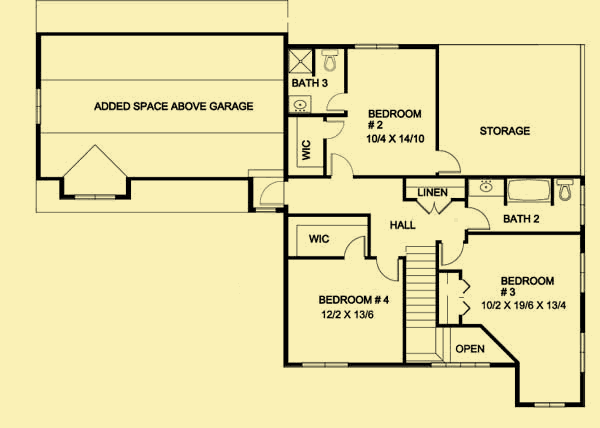 BATH 3
ADDED SPACE ABOVE GARAGE
BEDROOM
# 2
10/4 X 14/10
STORAGE
WIC
LINEN
BATH 2
HALL
WIC
BEDROOM # 4
12/2 X 13/6
BEDROOM
# 3
10/2 X 19/6 X 13/4
OPEN